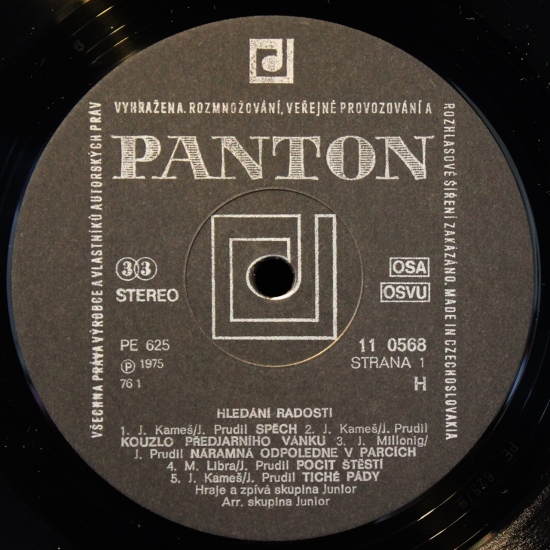 VŠECHNA PRÁVA VÝROBCE A VLASTNÍKŮ AUTORSKÝCH PRÁV
VYHRAŽENA. ROZMNOŽOVÁNÍ, VEŘEJNÉ PROVOZOVÁNÍ A
ROZHLASOVÉ ŠÍŘENÍ ZAKÁZÁNO. MADE IN CZECHOSLOVAKIA
PANTON
33
STEREO
OSA
OSVU
PE 625
℗ 1975
76 1
11 0568
STRANA 1
H
HLEDÁNÍ RADOSTI
1. J. Kameš/J. Prudil SPĚCH 2. J. Kameš/J. Prudil
KOUZLO PŘEDJARNÍHO VÁNKU 3. J. Millonig/
J. Prudil NÁRAMNÁ ODPOLEDNE V PARCÍCH
4. M. Libra/J. Prudil POCIT ŠTĚSTÍ
5. J. Kameš/J. Prudil TICHÉ PÁDY
Hraje a zpívá skupina Junior
Arr. skupina Junior